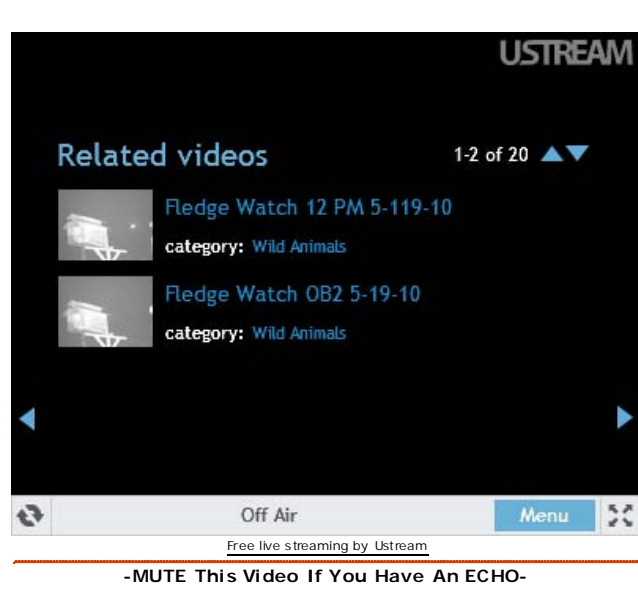 USTREAM
Related videos
1-2 of 20
Fledge Watch 12 PM 5-119-10
category: Wild Animals
Fledge Watch OB2 5-19-10
category: Wild Animals
Off Air
Menu
Free live streaming by Ustream
-MUTE This Video If You Have An ECHO-